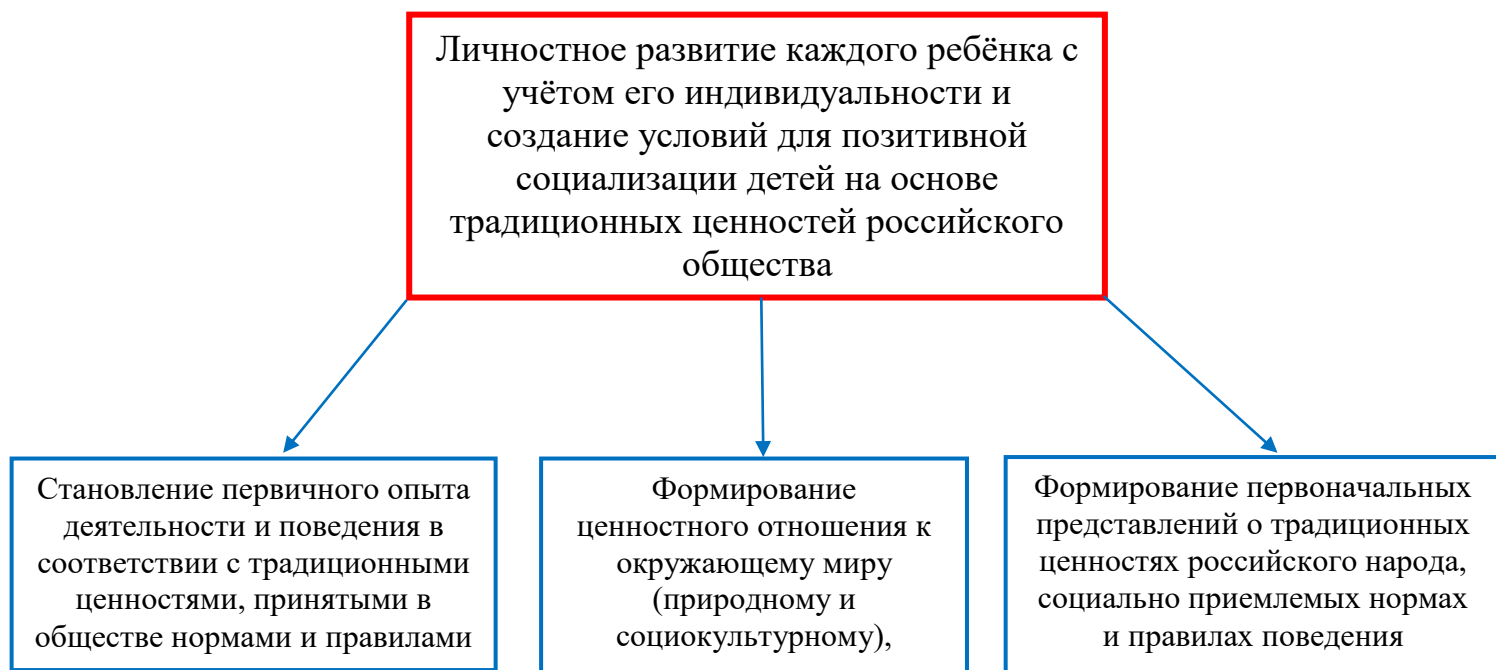 Личностное развитие каждого ребёнка с
учётом его индивидуальности и
создание условий для позитивной
социализации детей на основе
традиционных ценностей российского
общества
Становление первичного опыта
деятельности и поведения в
соответствии с традиционными
ценностями, принятыми в
обществе нормами и правилами
Формирование
ценностного отношения к
окружающему миру
(природному и
социокультурному),
Формирование первоначальных
представлений о традиционных
ценностях российского народа,
социально приемлемых нормах
и правилах поведения